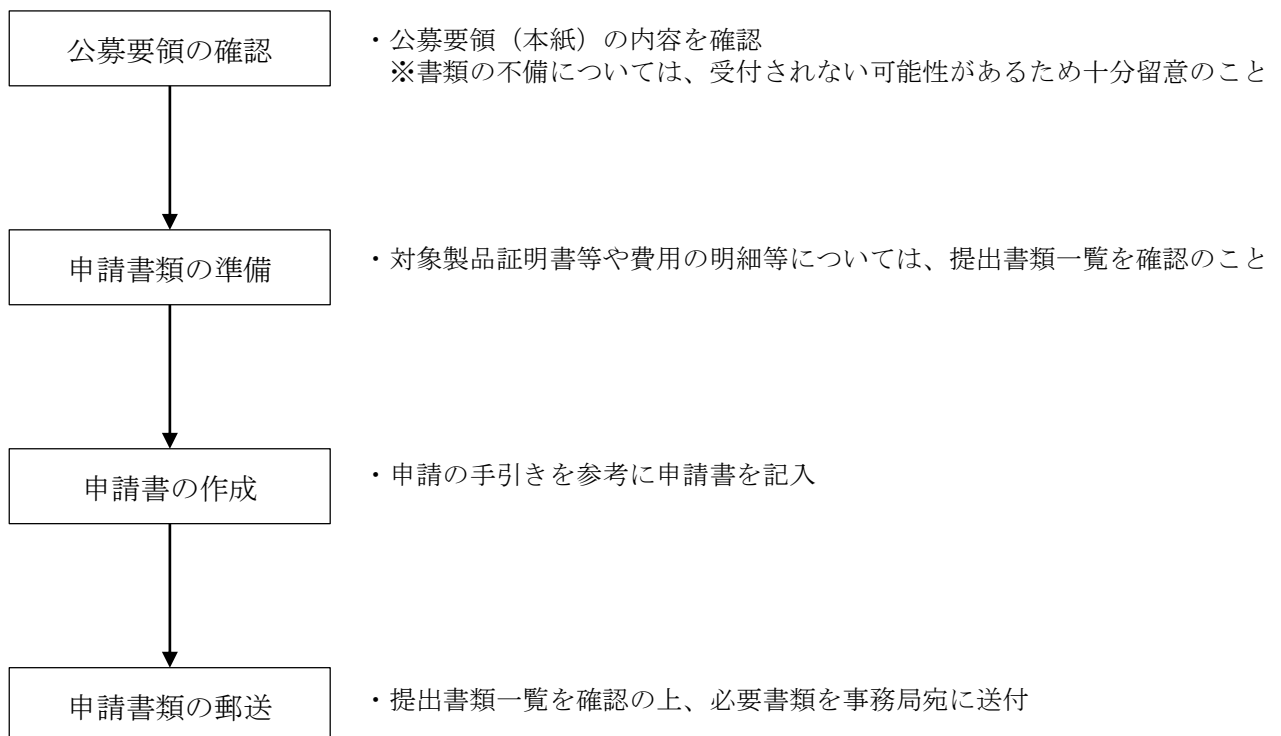 公募要領の確認
・公募要領（本紙）の内容を確認
※書類の不備については、受付されない可能性があるため十分留意のこと
申請書類の準備
・対象製品証明書等や費用の明細等については、提出書類一覧を確認のこと
申請書の作成
・申請の手引きを参考に申請書を記入
申請書類の郵送
・提出書類一覧を確認の上、必要書類を事務局宛に送付